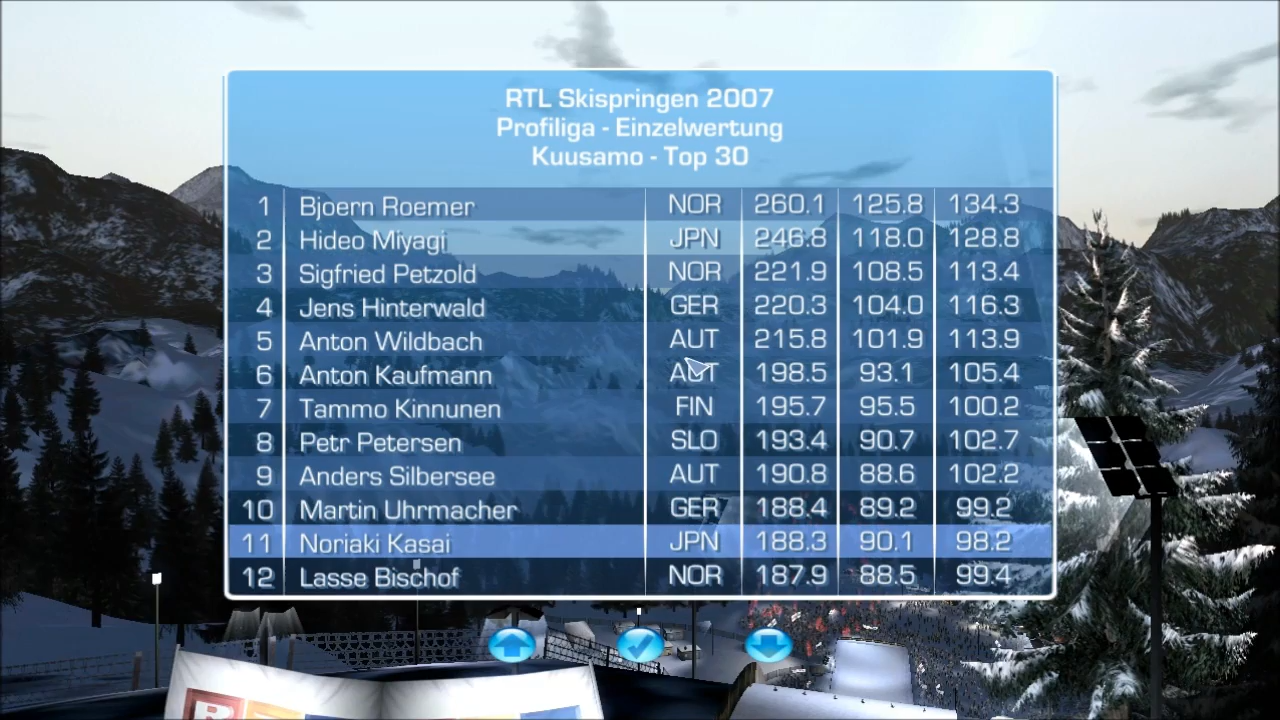 RTL Skispringen 2007
Profiliga - Einzelwertung
Kuusamo - Top 30
1 Bjoern Roemer NOR 260.1 125.8 134.3
2 Hideo Miyagi JPN 246.8 118.0 128.8
3 Sigfried Petzold NOR 221.9 108.5 113.4
4 Jens Hinterwald GER 220.3 104.0 116.3
5 Anton Wildbach AUT 215.8 101.9 113.9
6 Anton Kaufmann AUT 198.5 93.1 105.4
7 Tammo Kinnunen FIN 195.7 95.5 100.2
8 Petr Petersen SLO 193.4 90.7 102.7
9 Anders Silbersee AUT 190.8 88.6 102.2
10 Martin Uhrmacher GER 188.4 89.2 99.2
11 Noriaki Kasai JPN 188.3 90.1 98.2
12 Lasse Bischof NOR 187.9 88.5 99.4